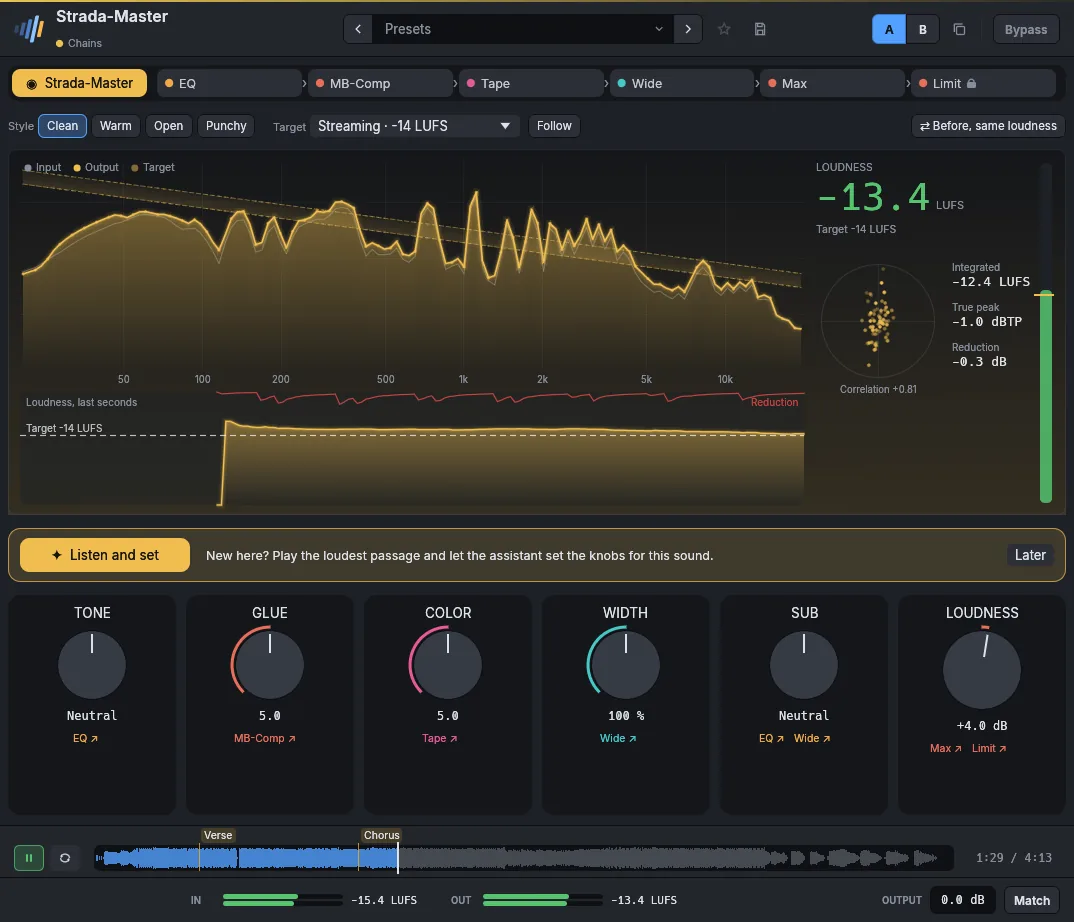 Strada-Master
Chains
Presets
A B
Bypass
Strada-Master
EQ
MB-Comp
Tape
Wide
Max
Limit
Style Clean Warm Open Punchy Target Streaming · -14 LUFS Follow
⇄ Before, same loudness
Input Output Target
LOUDNESS
-13.4 LUFS
Target -14 LUFS
Integrated
-12.4 LUFS
True peak
-1.0 dBTP
Reduction
-0.3 dB
Correlation +0.81
50 100 200 500 1k 2k 5k 10k
Loudness, last seconds
Reduction
Target -14 LUFS
✦ Listen and set
New here? Play the loudest passage and let the assistant set the knobs for this sound.
Later
TONE
Neutral
EQ ↗
GLUE
5.0
MB-Comp ↗
COLOR
5.0
Tape ↗
WIDTH
100 %
Wide ↗
SUB
Neutral
EQ ↗ Wide ↗
LOUDNESS
+4.0 dB
Max ↗ Limit ↗
Verse
Chorus
1:29 / 4:13
IN -15.4 LUFS
OUT -13.4 LUFS
OUTPUT 0.0 dB Match